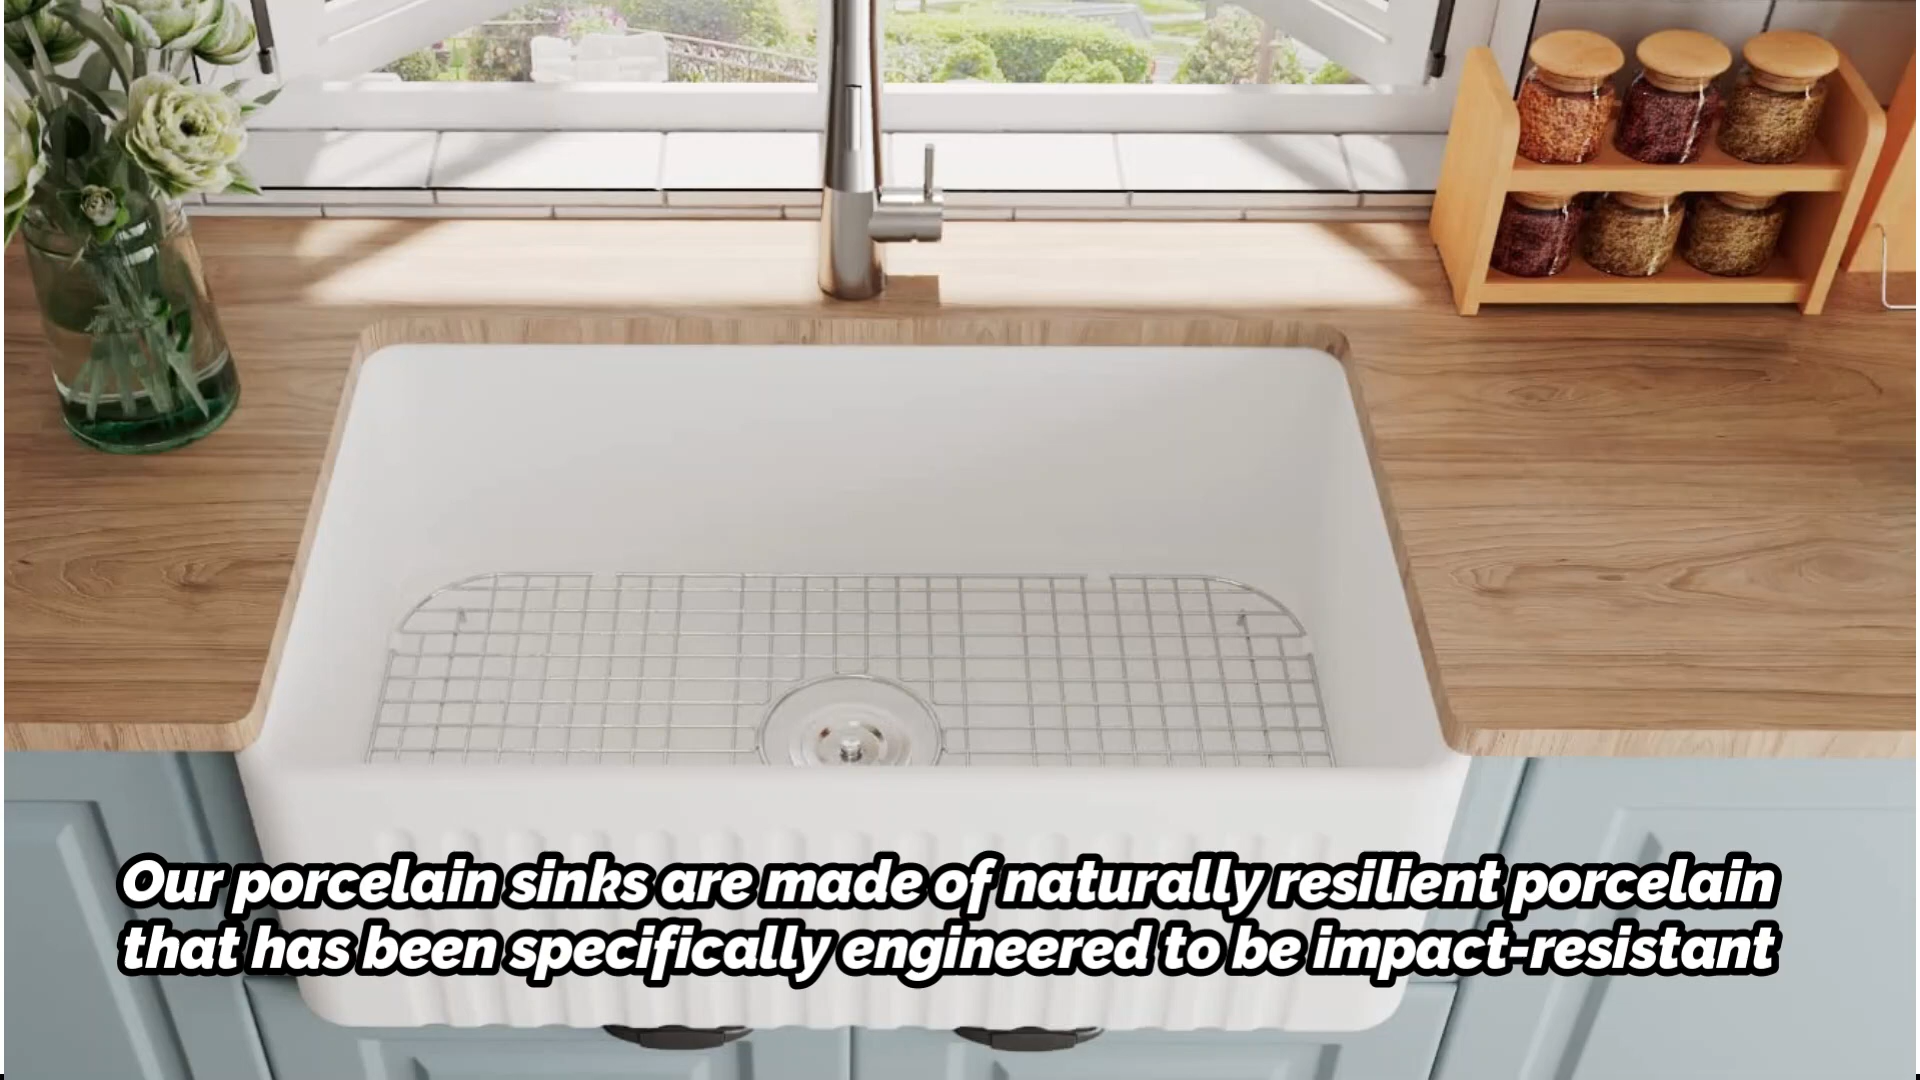 Our porcelain sinks are made of naturally resilient porcelain
that has been specifically engineered to be impact-resistant